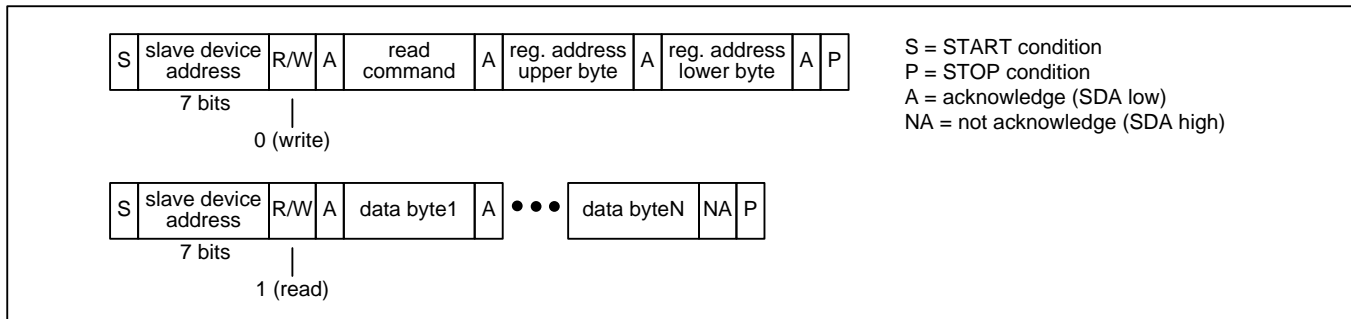 S slave device address R/W A read command A reg. address upper byte A reg. address lower byte A P
7 bits
0 (write)
S = START condition
P = STOP condition
A = acknowledge (SDA low)
NA = not acknowledge (SDA high)
S slave device address R/W A data byte1 A ••• data byteN NA P
7 bits
1 (read)